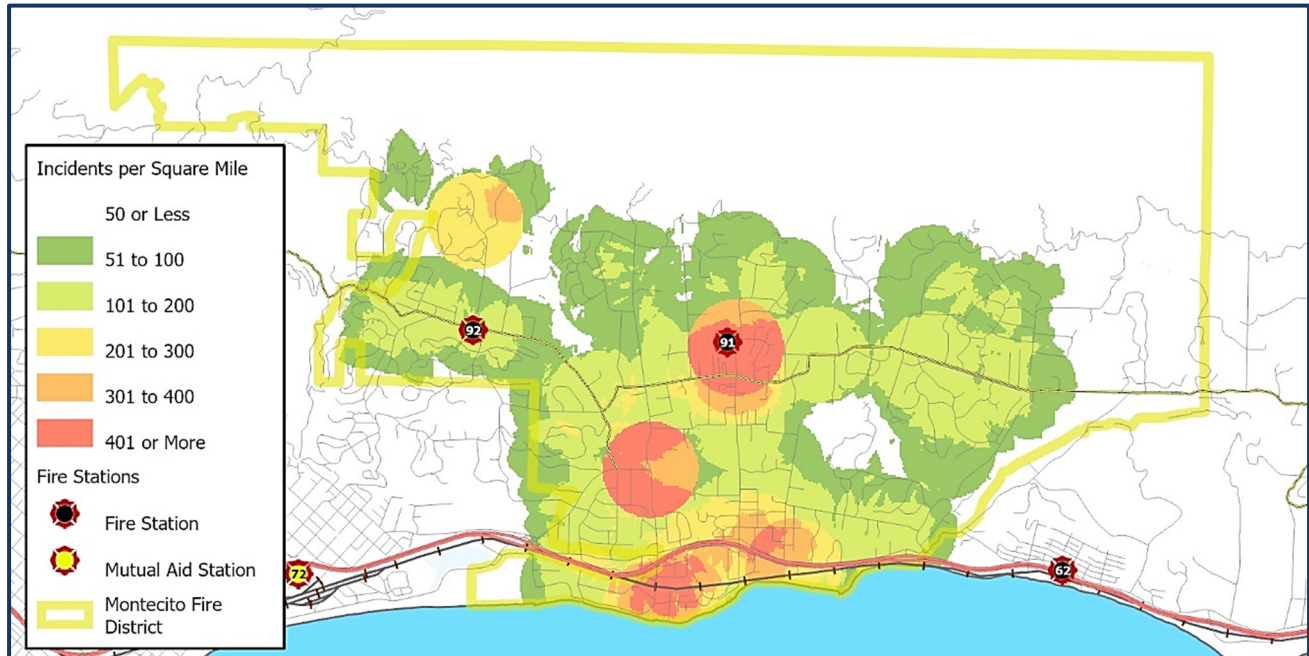 Incidents per Square Mile
50 or Less
51 to 100
101 to 200
201 to 300
301 to 400
401 or More
Fire Stations
Fire Station
Mutual Aid Station
Montecito Fire
District
92
91
72
62